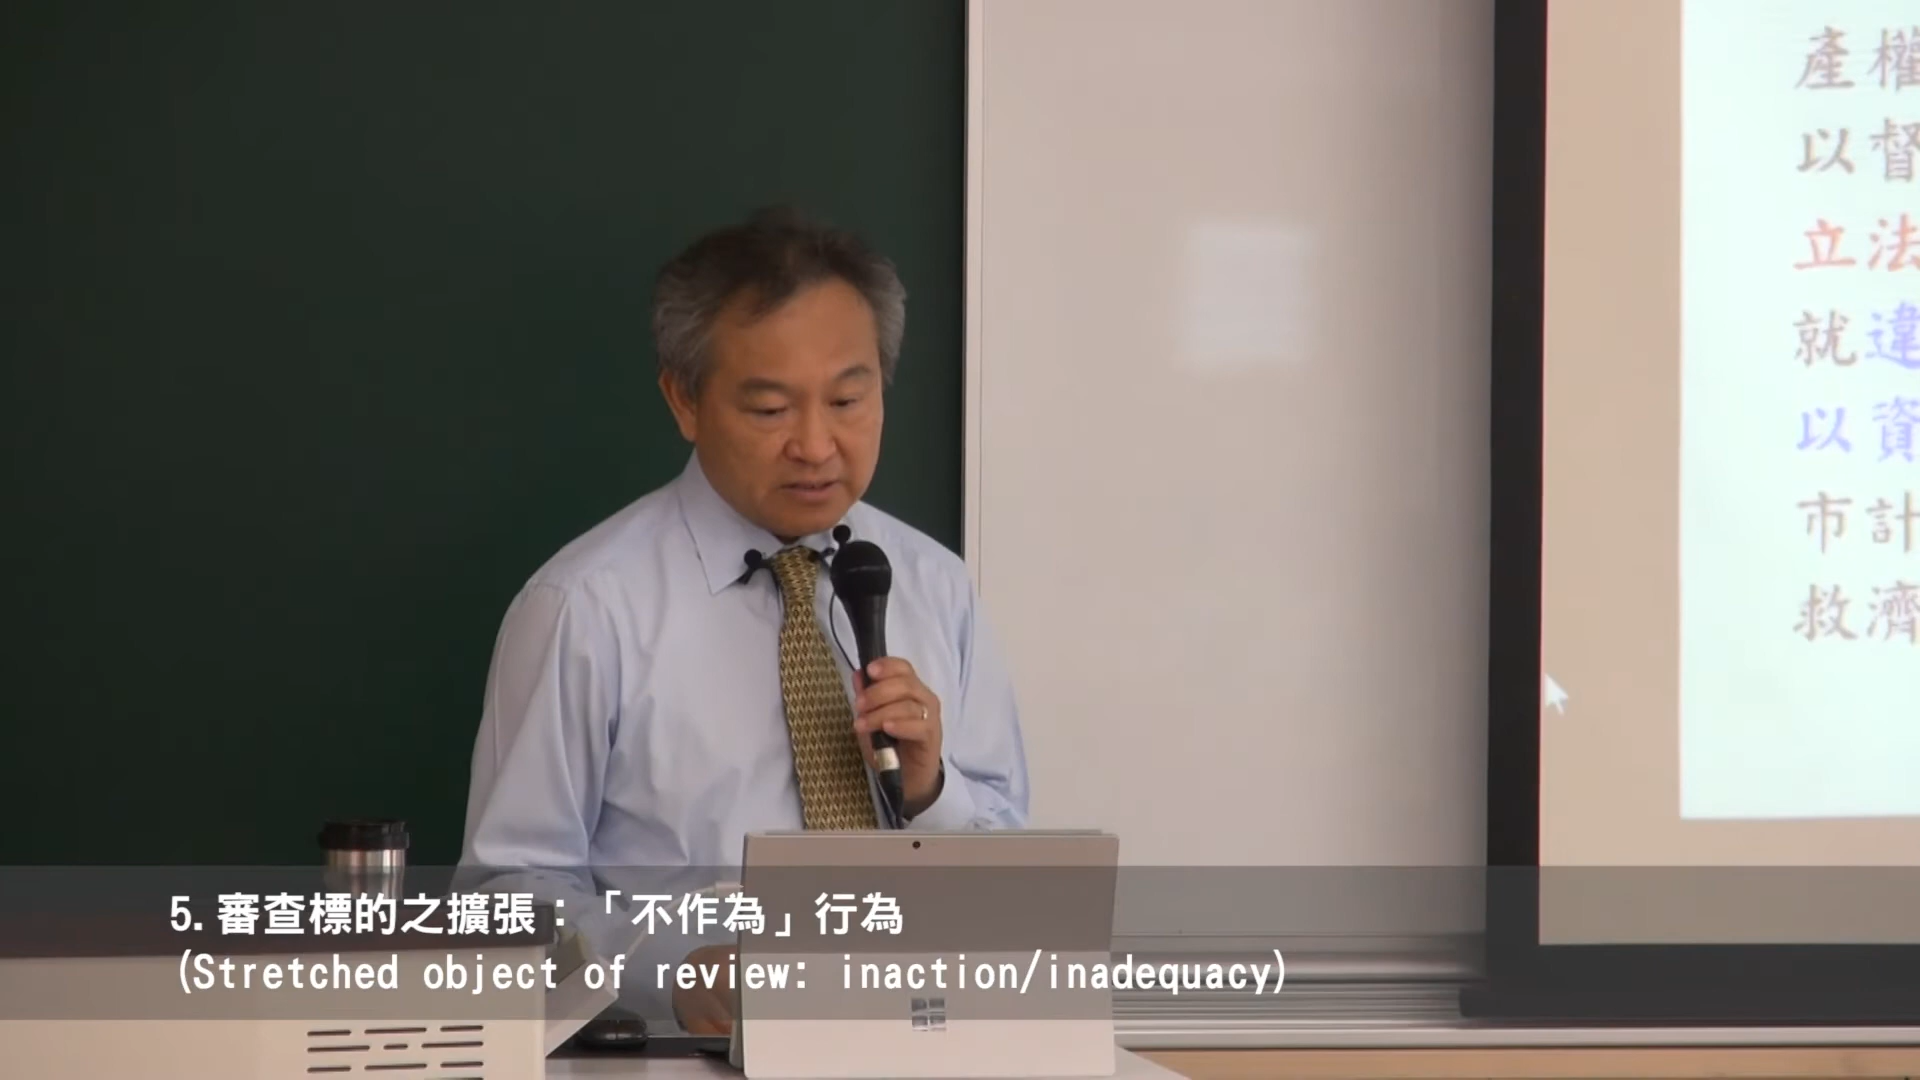 產權
以督
立法
就違
以資
市計
救濟
5.審查標的之擴張：「不作為」行為
(Stretched object of review: inaction/inadequacy)